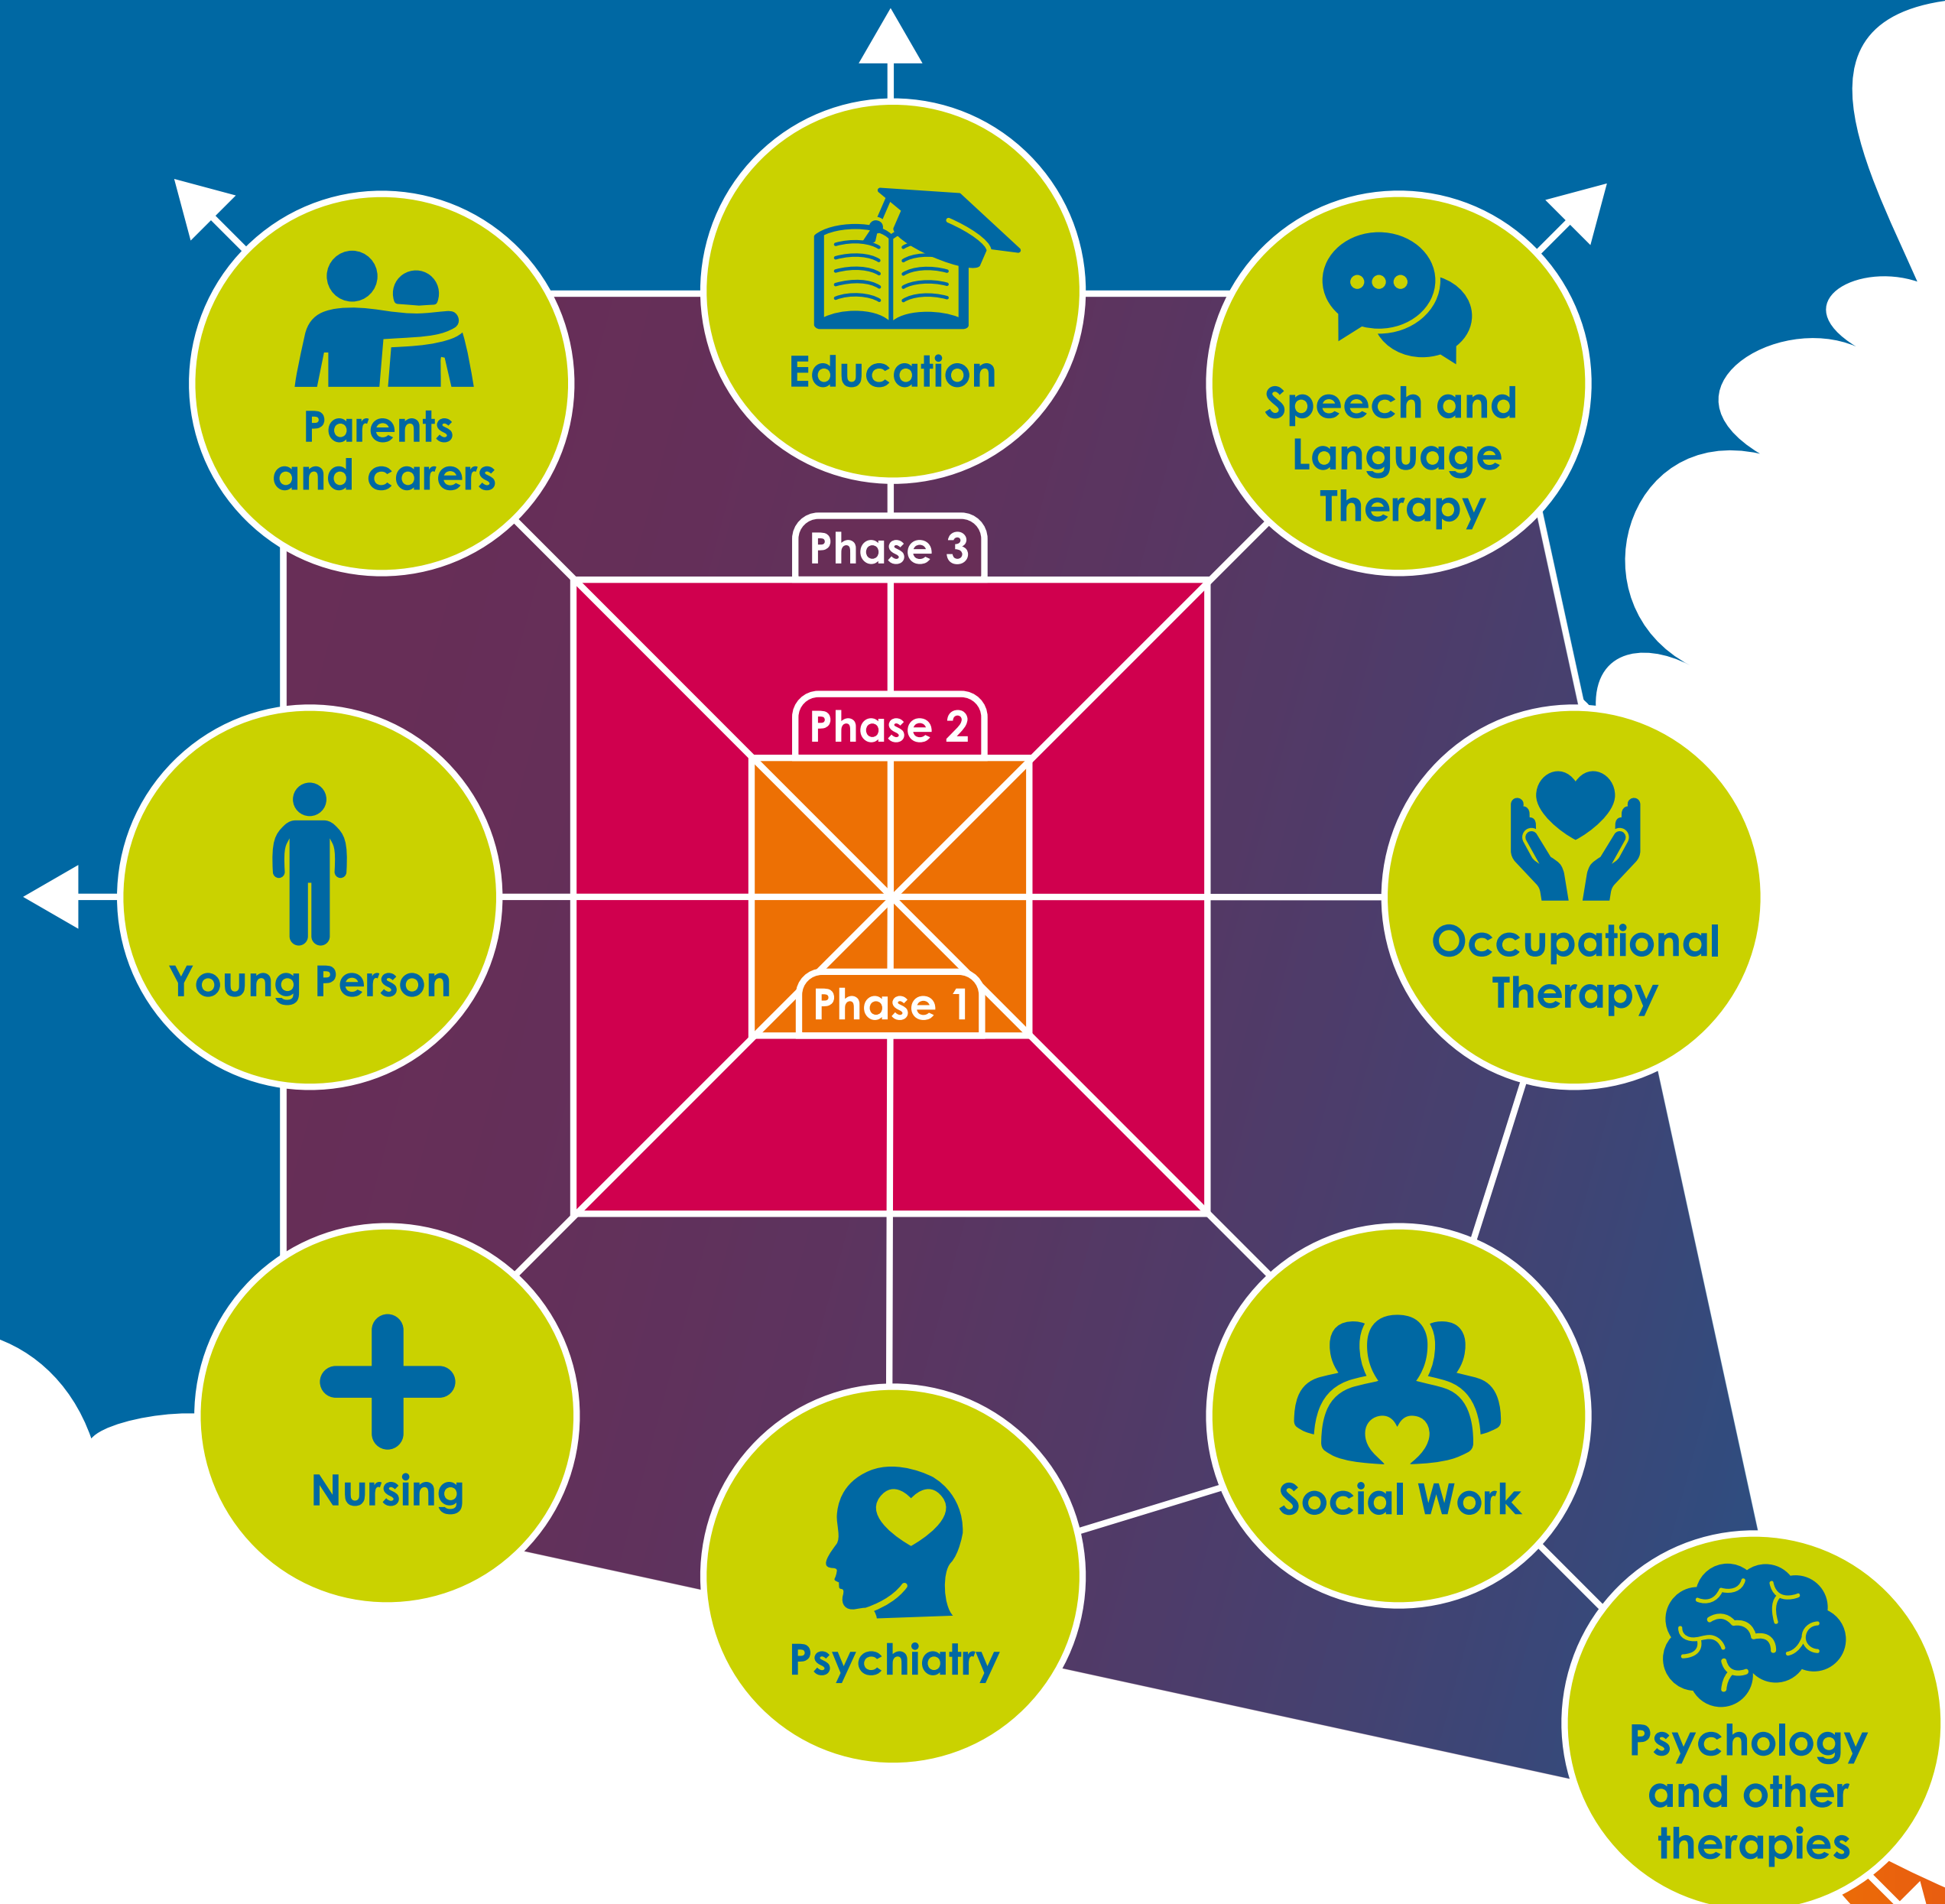 Education
Parents
and carers
Speech and
Language
Therapy
Phase 3
Phase 2
Young Person
Occupational
Therapy
Phase 1
Nursing
Social Work
Psychiatry
Psychology
and other
therapies